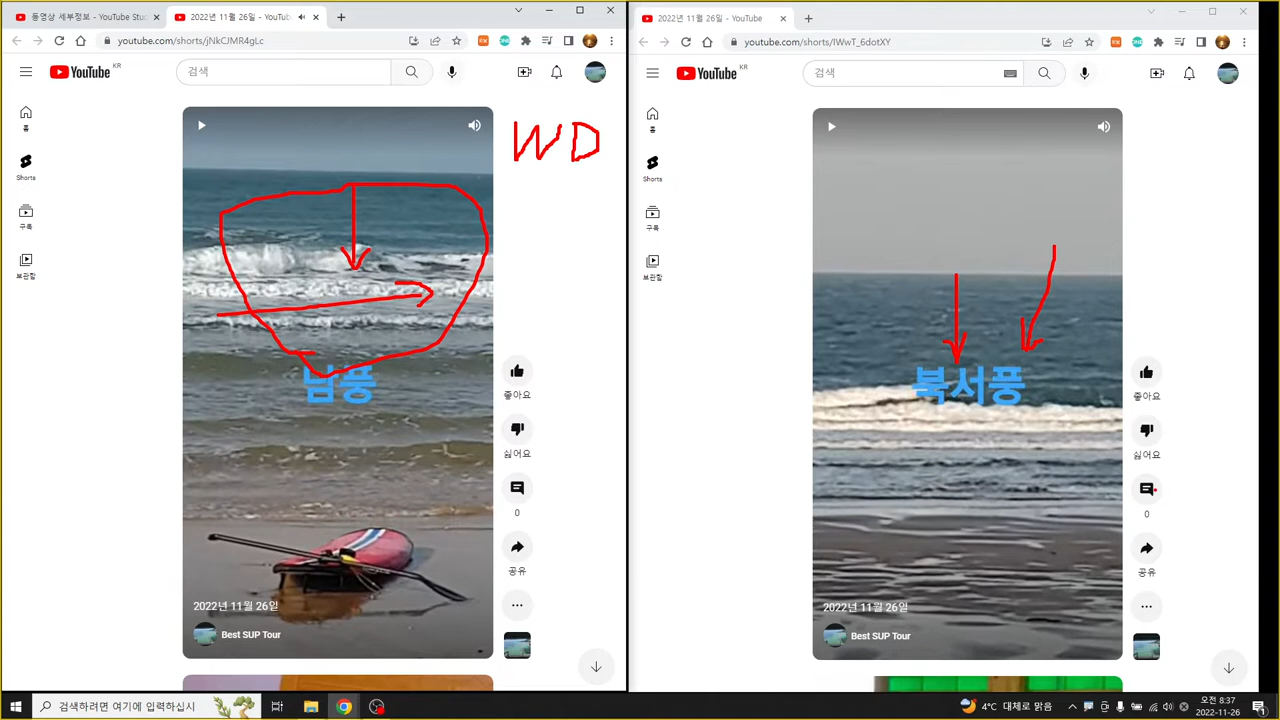 동영상 세부정보 - YouTube Stu
2022년 11월 26일 - YouTub
youtube.com/shorts/jNkCJMR4gLc
YouTube KR
검색
홈
Shorts
구독
보관함
WD
남풍
좋아요
싫어요
0
공유
2022년 11월 26일
Best SUP Tour
2022년 11월 26일 - YouTube
youtube.com/shorts/IWwT_6dotXY
YouTube KR
검색
홈
Shorts
구독
보관함
북서풍
좋아요
싫어요
0
공유
2022년 11월 26일
Best SUP Tour
검색하려면 여기에 입력하십시
4°C 대체로 맑음
오전 8:37
2022-11-26